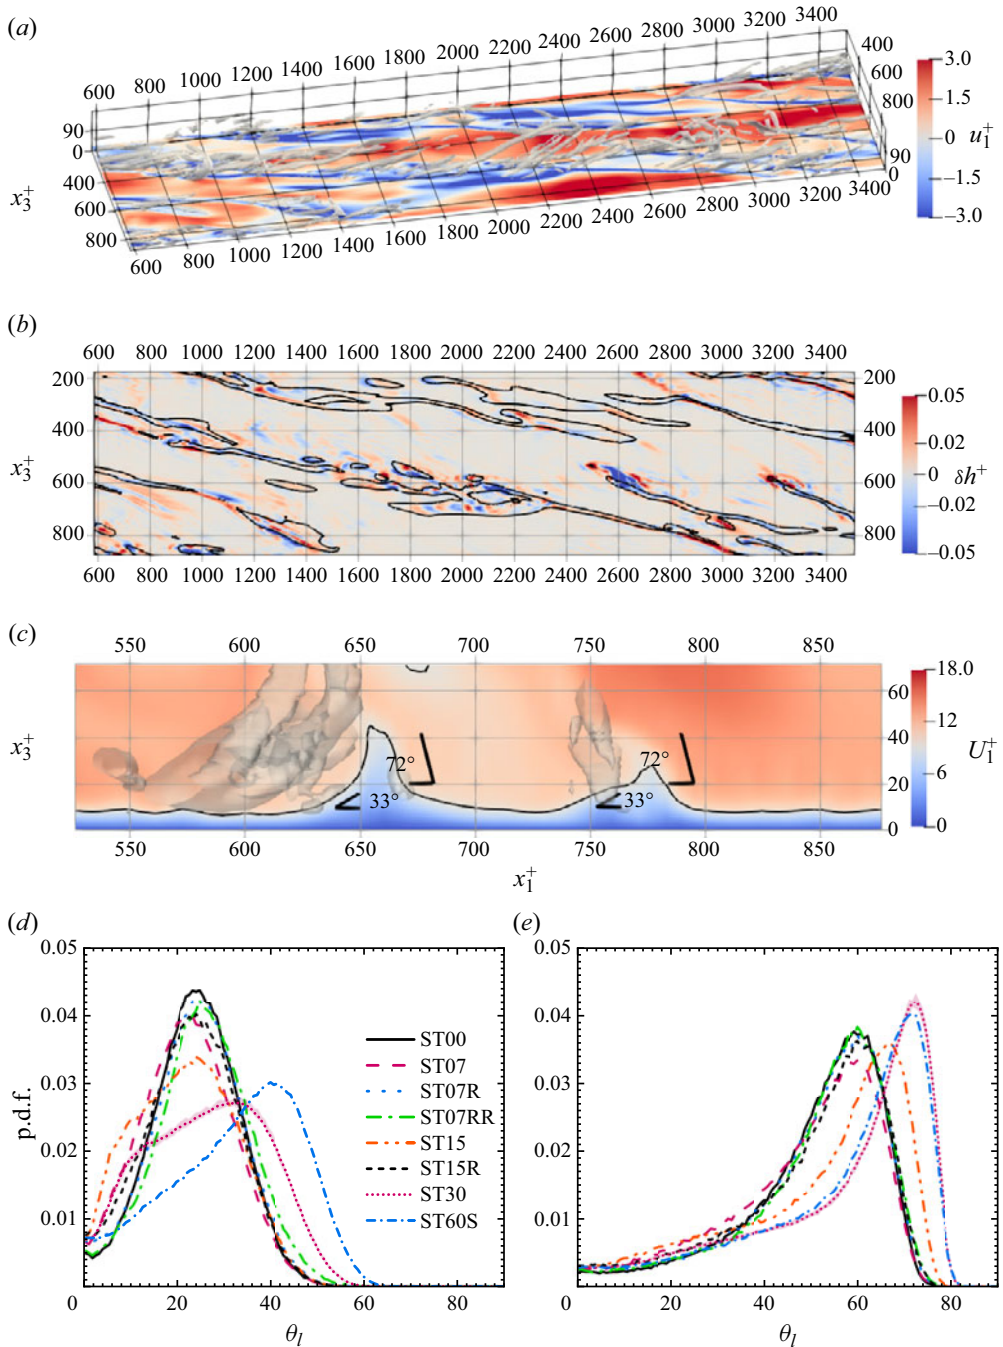 (a)
600 800 1000 1200 1400 1600 1800 2000 2200 2400 2600 2800 3000 3200 3400
400
600
800
90
0
90
0
400
600
800
x₃⁺
600 800 1000 1200 1400 1600 1800 2000 2200 2400 2600 2800 3000 3200 3400
3.0
1.5
0
−1.5
−3.0
u₁⁺
(b)
600 800 1000 1200 1400 1600 1800 2000 2200 2400 2600 2800 3000 3200 3400
200 200
400 400
x₃⁺
600 600
800 800
600 800 1000 1200 1400 1600 1800 2000 2200 2400 2600 2800 3000 3200 3400
0.05
0.02
0
−0.02
−0.05
δh⁺
(c)
550 600 650 700 750 800 850
60
40
20
0
x₃⁺
72° 72°
33° 33°
550 600 650 700 750 800 850
x₁⁺
18.0
12
6
0
U₁⁺
(d)
0.05
0.04
0.03
0.02
0.01
p.d.f.
0 20 40 60 80
θl
ST00
ST07
ST07R
ST07RR
ST15
ST15R
ST30
ST60S
(e)
0.05
0.04
0.03
0.02
0.01
0 20 40 60 80
θl